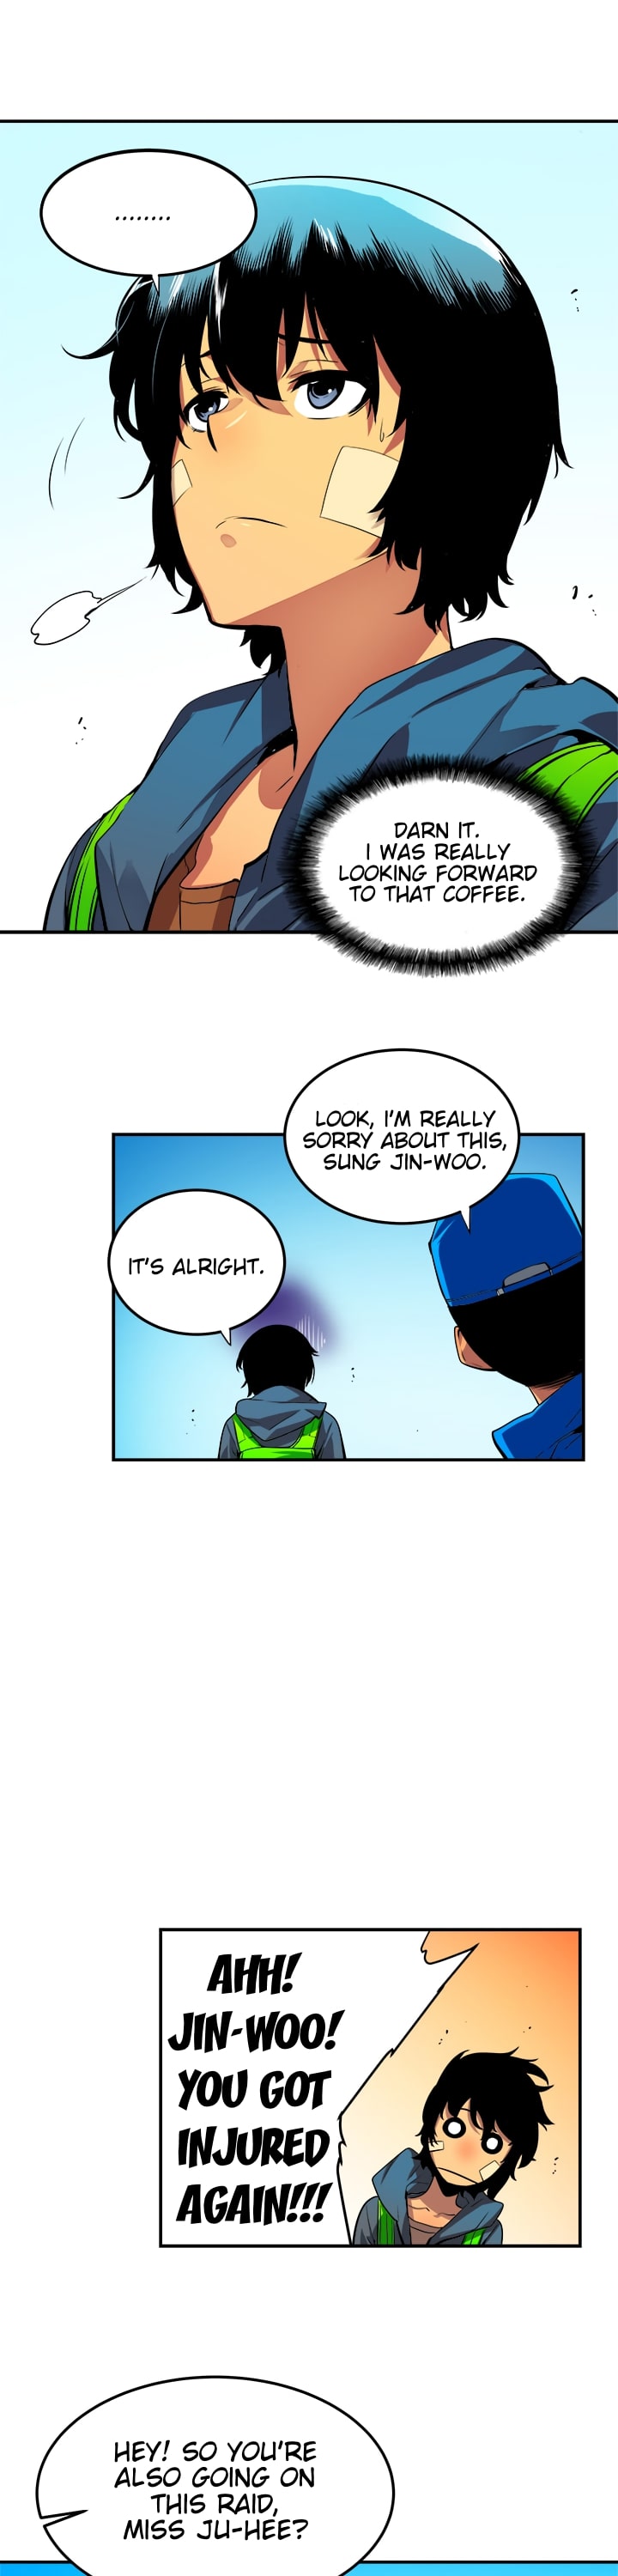 ........
DARN IT.
I WAS REALLY
LOOKING FORWARD
TO THAT COFFEE.
LOOK, I'M REALLY
SORRY ABOUT THIS,
SUNG JIN-WOO.
IT'S ALRIGHT.
AHH!
JIN-WOO!
YOU GOT
INJURED
AGAIN!!!
HEY! SO YOU'RE
ALSO GOING ON
THIS RAID,
MISS JU-HEE?